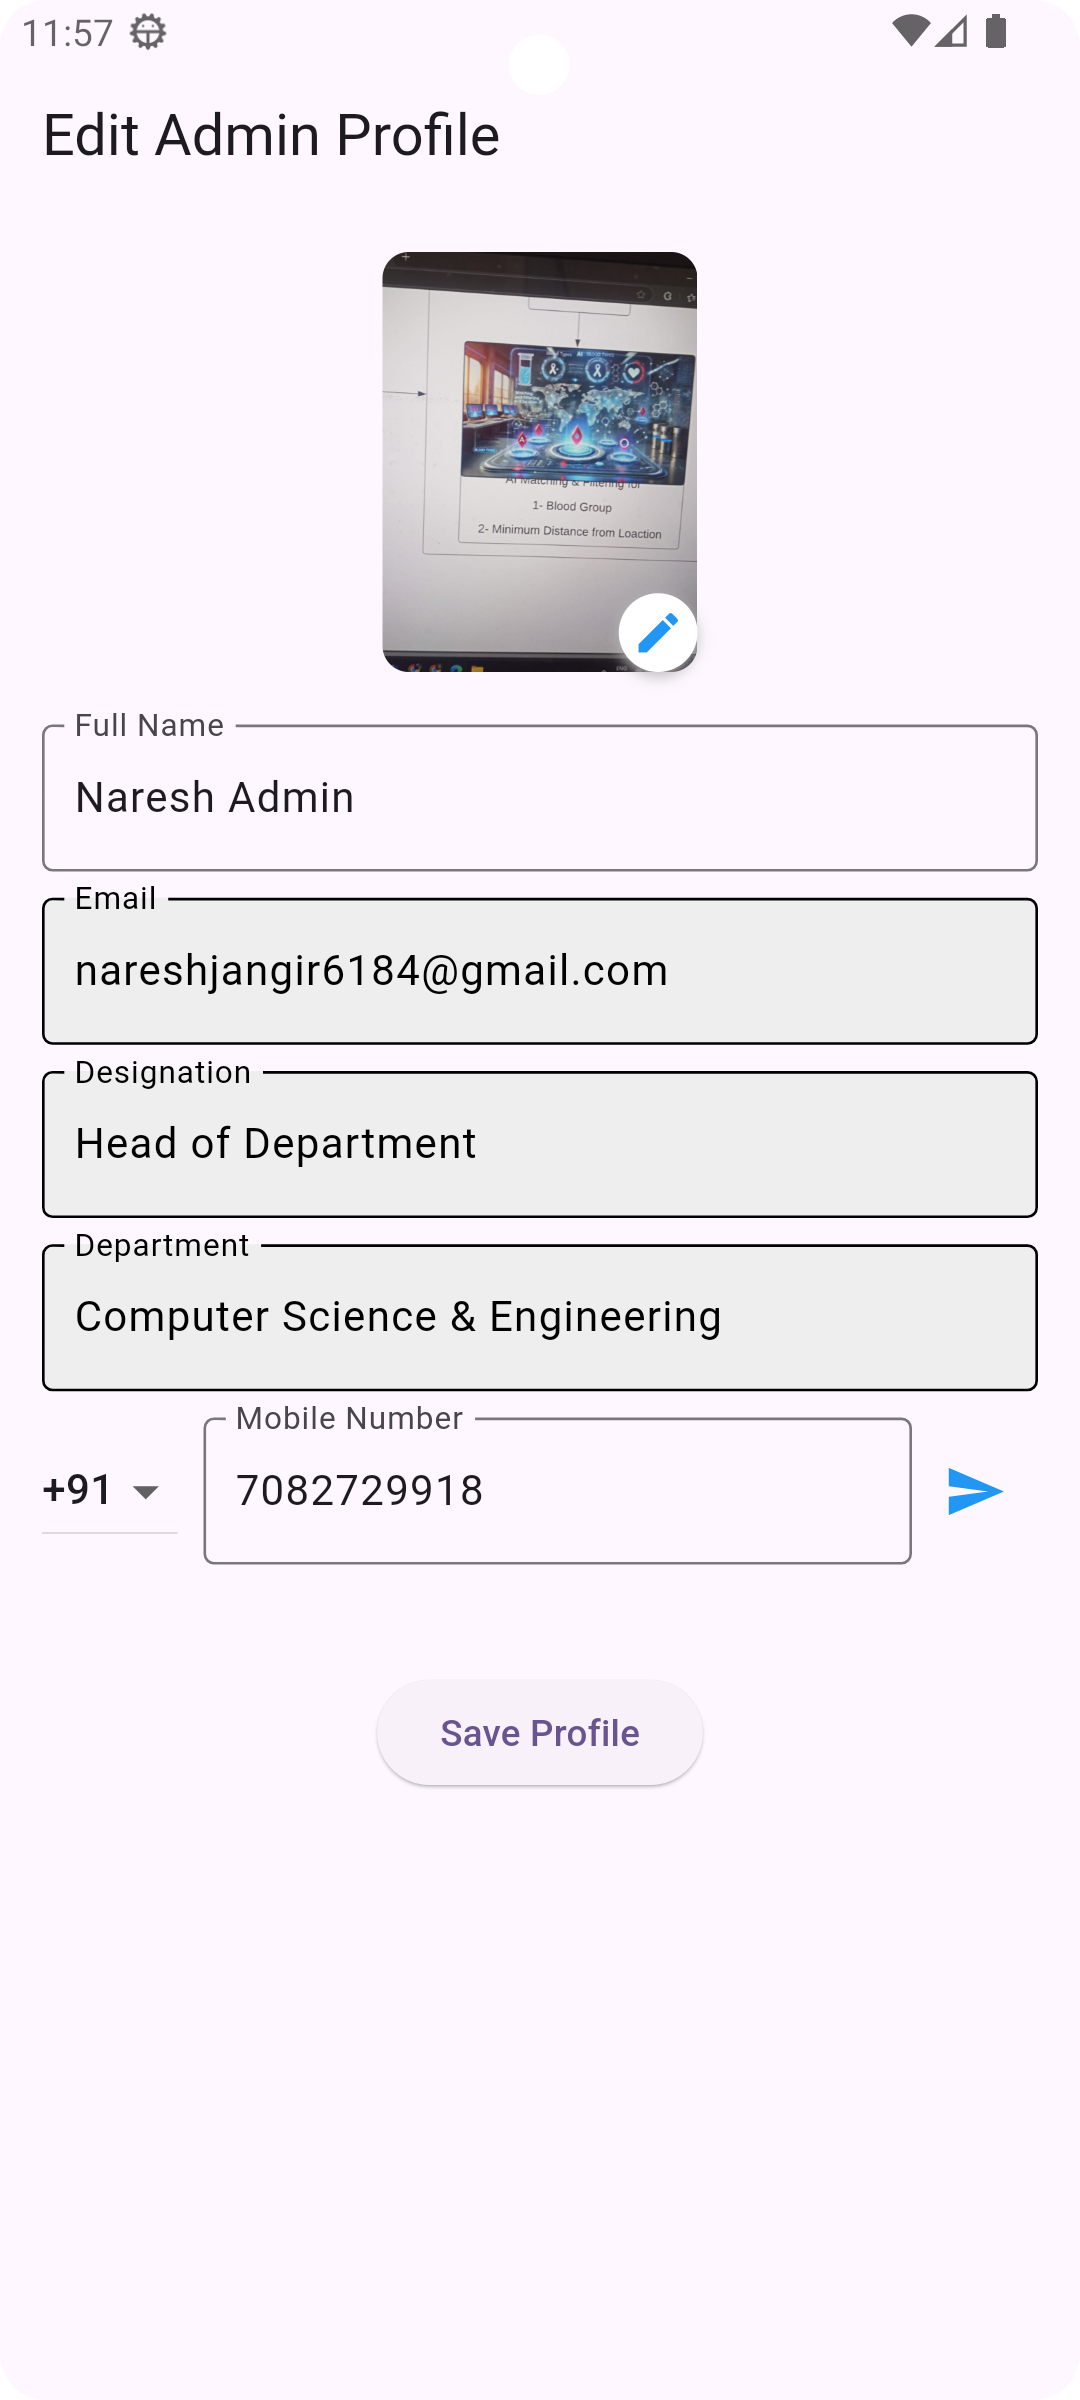 11:57
Edit Admin Profile
AI Matching & Filtering for
1- Blood Group
2- Minimum Distance from Loaction
Full Name
Naresh Admin
Email
nareshjangir6184@gmail.com
Designation
Head of Department
Department
Computer Science & Engineering
Mobile Number
+91 7082729918
Save Profile